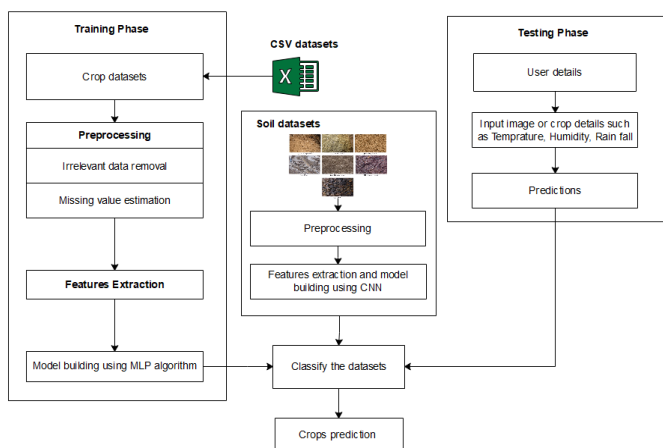 Training Phase
Crop datasets
Preprocessing
Irrelevant data removal
Missing value estimation
Features Extraction
Model building using MLP algorithm
CSV datasets
X
Soil datasets
Preprocessing
Features extraction and model
building using CNN
Classify the datasets
Crops prediction
Testing Phase
User details
Input image or crop details such
as Temprature, Humidity, Rain fall
Predictions